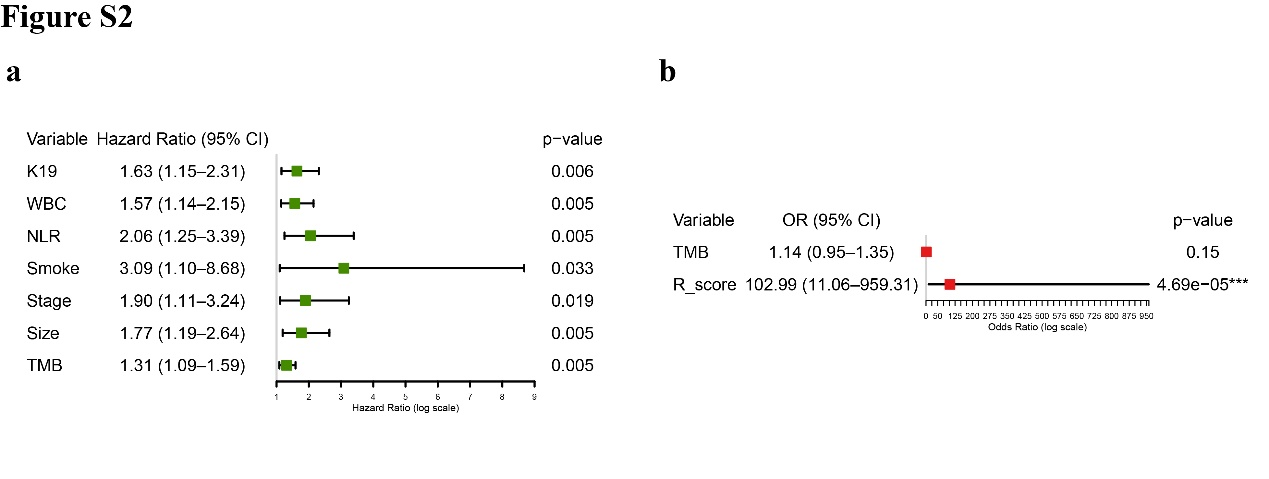 Figure S2
a
Variable Hazard Ratio (95% CI) p−value
K19 1.63 (1.15–2.31) 0.006
WBC 1.57 (1.14–2.15) 0.005
NLR 2.06 (1.25–3.39) 0.005
Smoke 3.09 (1.10–8.68) 0.033
Stage 1.90 (1.11–3.24) 0.019
Size 1.77 (1.19–2.64) 0.005
TMB 1.31 (1.09–1.59) 0.005
1 2 3 4 5 6 7 8 9
Hazard Ratio (log scale)
b
Variable OR (95% CI) p−value
TMB 1.14 (0.95–1.35) 0.15
R_score 102.99 (11.06–959.31) 4.69e−05***
0 50 125 200 275 350 425 500 575 650 725 800 875 950
Odds Ratio (log scale)